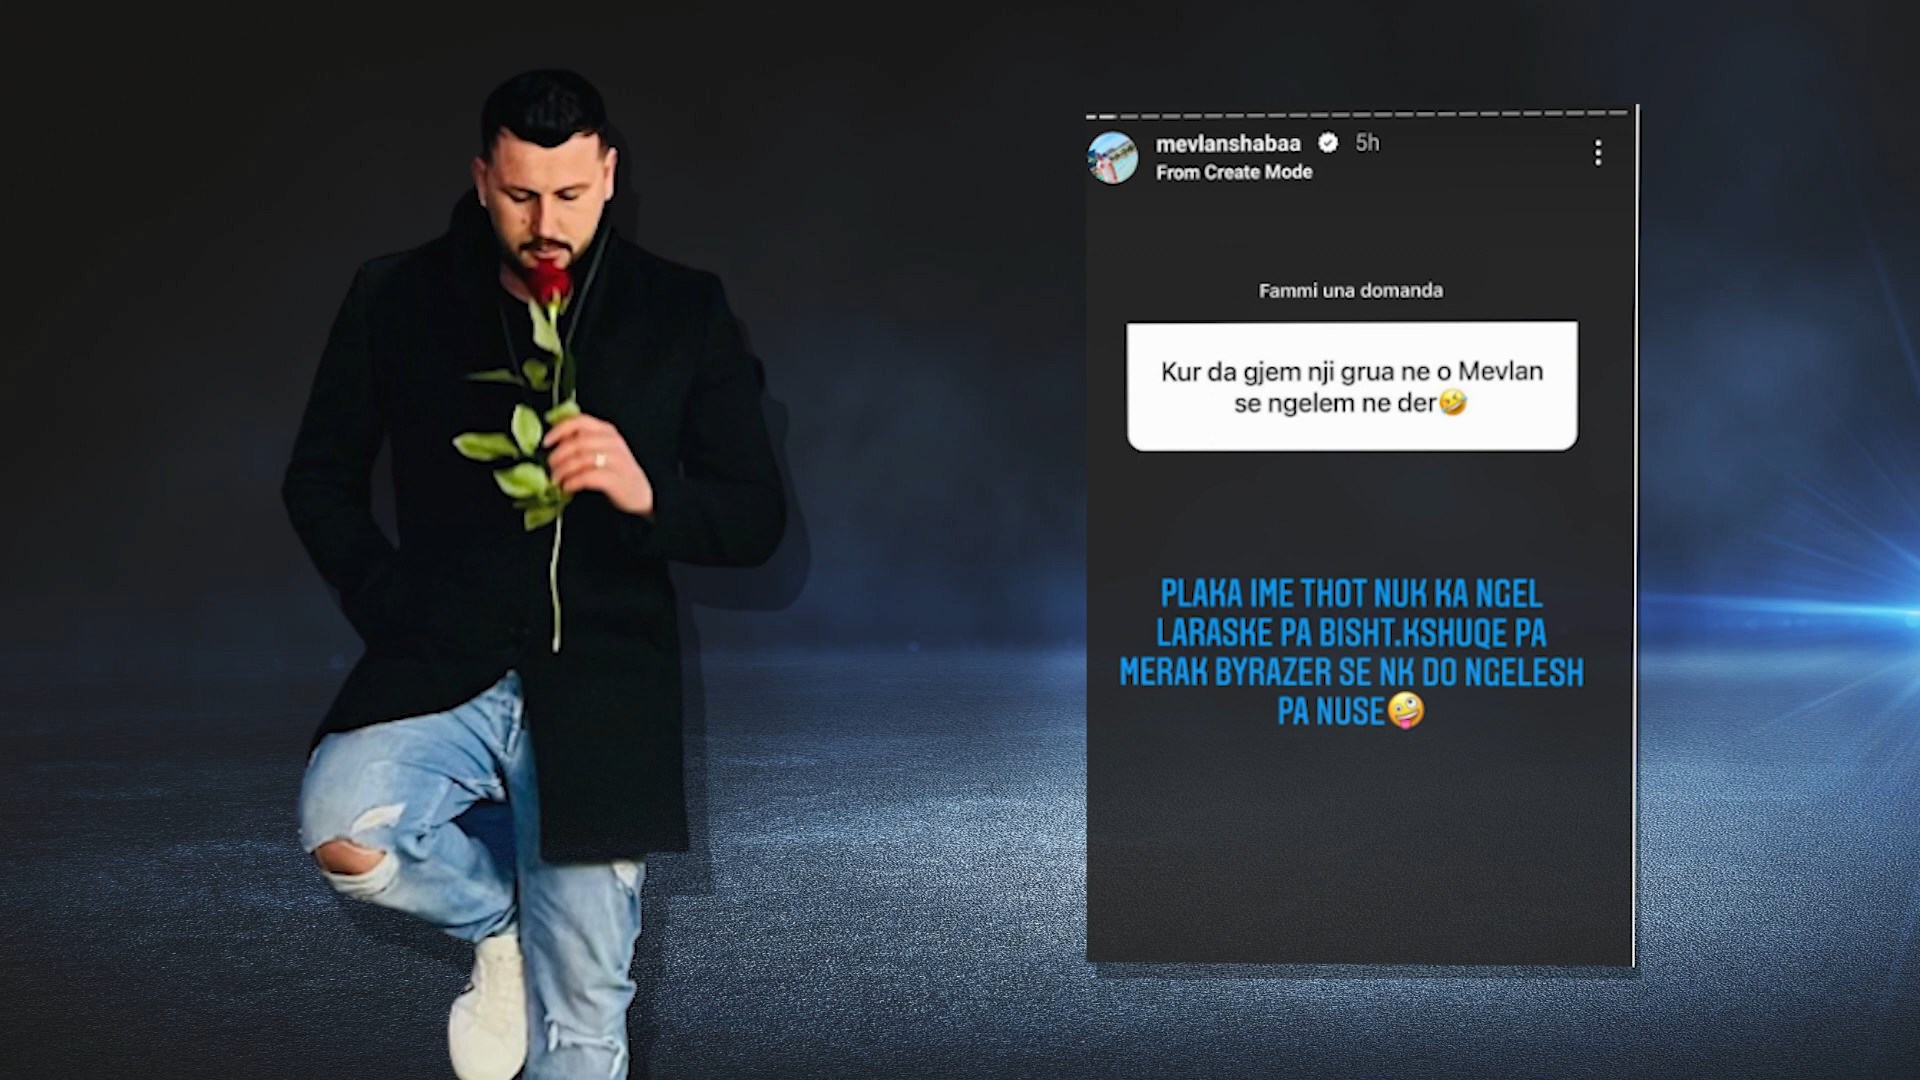 mevlanshabaa 5h
From Create Mode
Fammi una domanda
Kur da gjem nji grua ne o Mevlan
se ngelem ne der🤣
PLAKA IME THOT NUK KA NGEL
LARASKE PA BISHT.KSHUQE PA
MERAK BYRAZER SE NK DO NGELESH
PA NUSE🤪